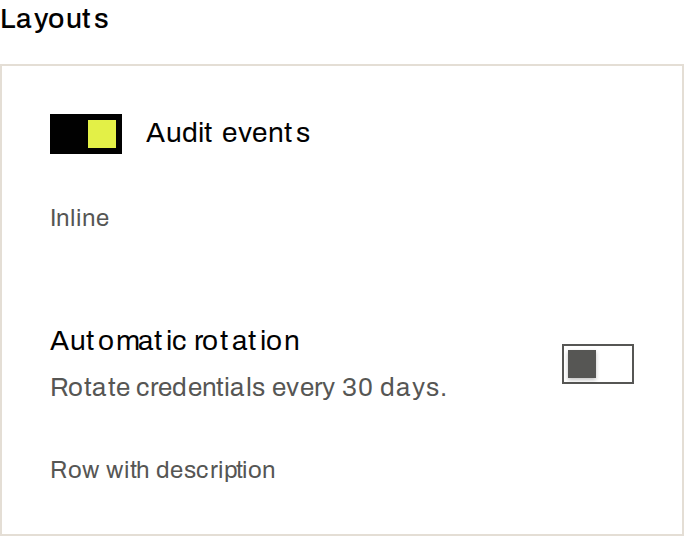 Layouts
Audit events
Inline
Automatic rotation
Rotate credentials every 30 days.
Row with description